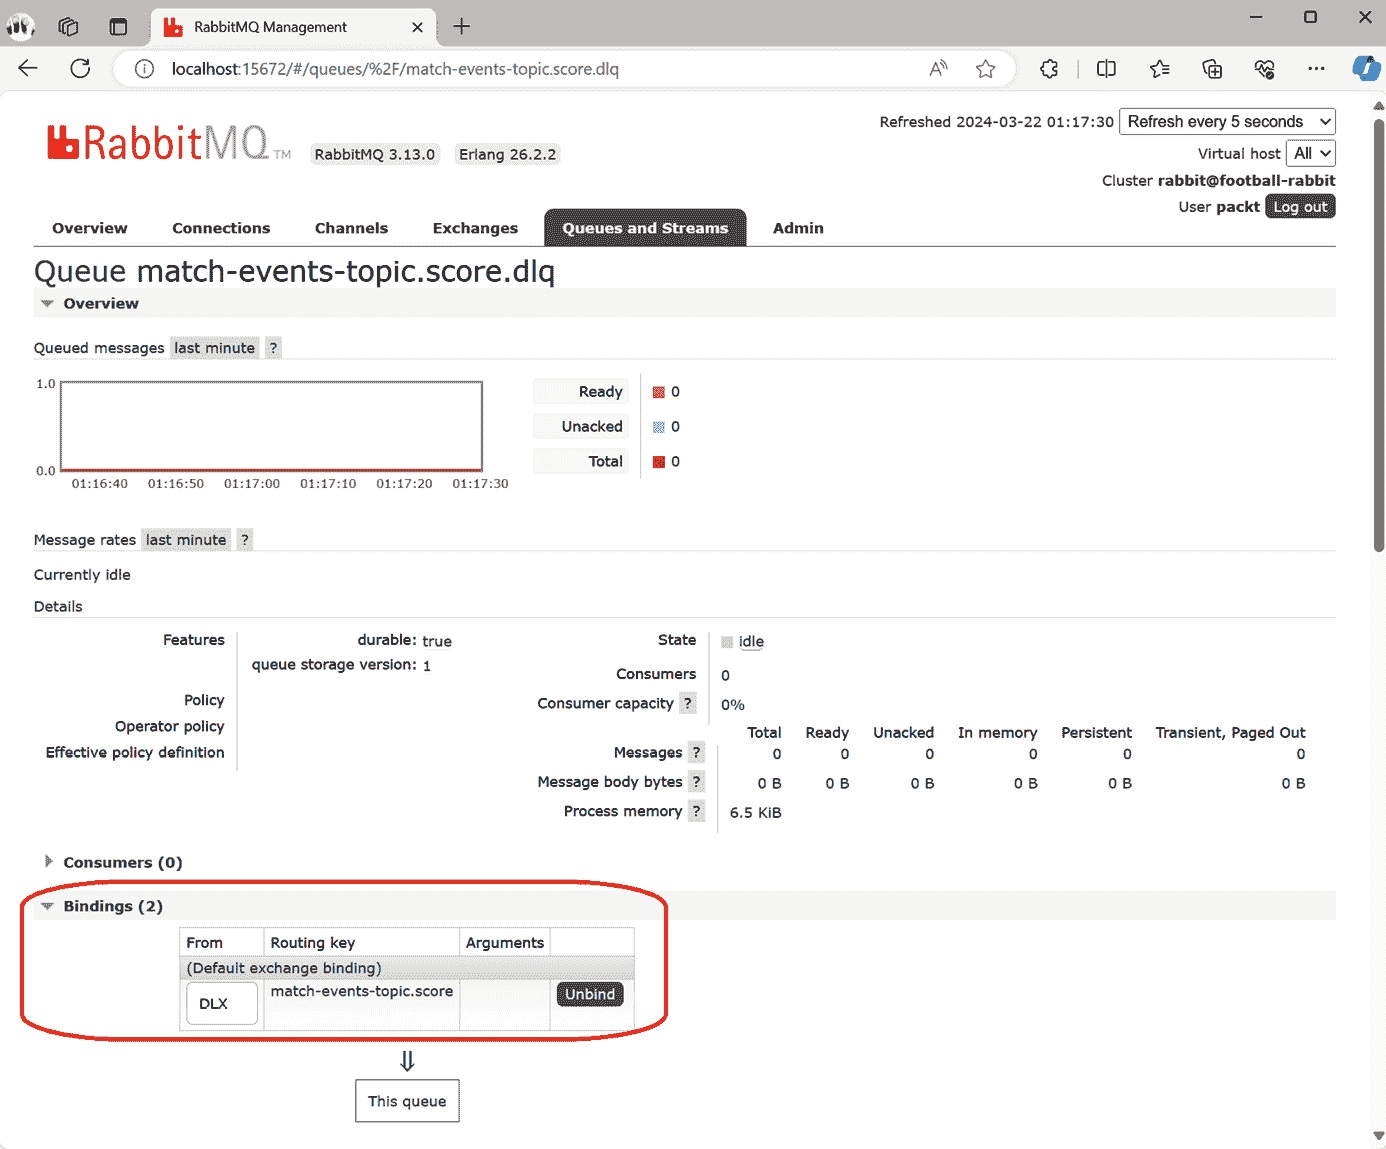 RabbitMQ Management
localhost:15672/#/queues/%2F/match-events-topic.score.dlq
Refreshed 2024-03-22 01:17:30 Refresh every 5 seconds
RabbitMQ TM RabbitMQ 3.13.0 Erlang 26.2.2
Virtual host All
Cluster rabbit@football-rabbit
User packt Log out
Overview Connections Channels Exchanges Queues and Streams Admin
Queue match-events-topic.score.dlq
Overview
Queued messages last minute ?
1.0
0.0
01:16:40 01:16:50 01:17:00 01:17:10 01:17:20 01:17:30
Ready 0
Unacked 0
Total 0
Message rates last minute ?
Currently idle
Details
Features durable: true
queue storage version: 1
Policy
Operator policy
Effective policy definition
State idle
Consumers 0
Consumer capacity ? 0%
Total Ready Unacked In memory Persistent Transient, Paged Out
Messages ? 0 0 0 0 0 0
Message body bytes ? 0 B 0 B 0 B 0 B 0 B 0 B
Process memory ? 6.5 KiB
Consumers (0)
Bindings (2)
From Routing key Arguments
(Default exchange binding)
DLX match-events-topic.score Unbind
⇓
This queue